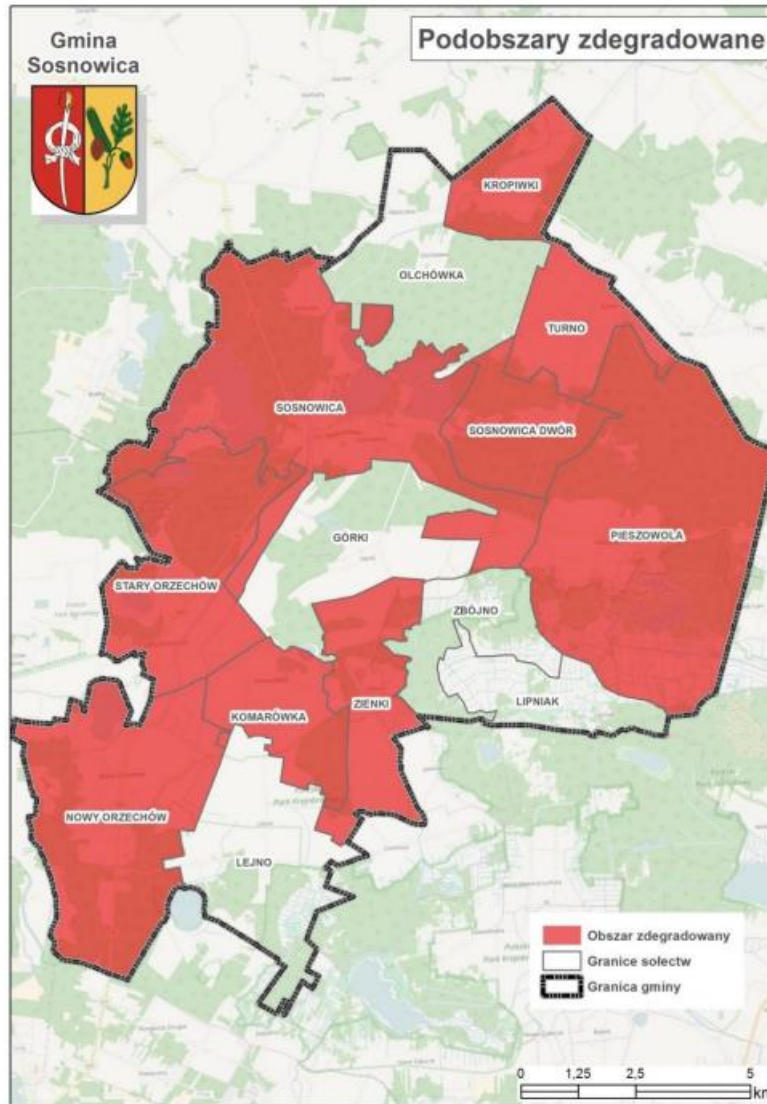 Gmina
Sosnowica
Podobszary zdegradowane
KROPIWKI
OLCHÓWKA
TURNO
SOSNOWICA
SOSNOWICA DWÓR
GÓRKI
PIESZOWOLA
STARY ORZECHÓW
ZBÓJNO
LIPNIAK
KOMARÓWKA
ZIENKI
NOWY ORZECHÓW
LEJNO
Obszar zdegradowany
Granice sołectw
Granica gminy
0 1,25 2,5 5
km